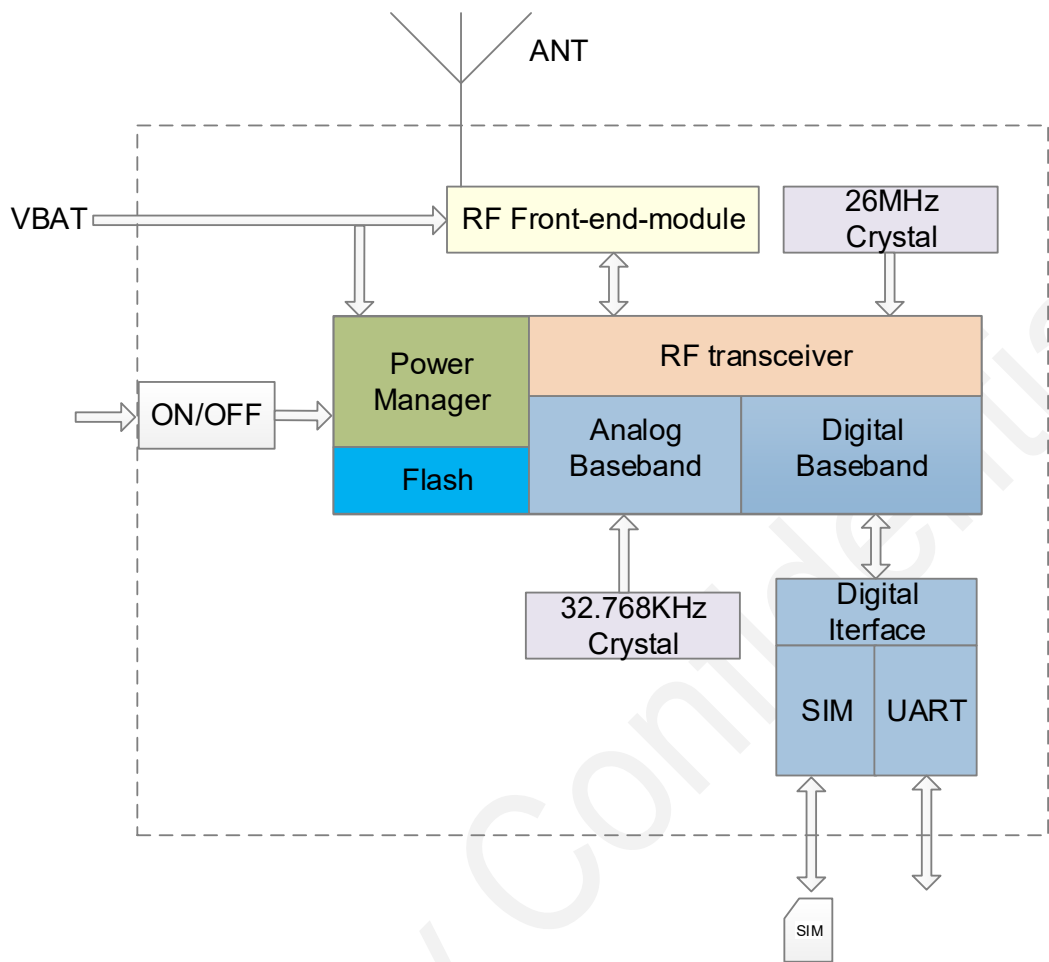 ANT
VBAT
RF Front-end-module
26MHz
Crystal
Power
Manager
RF transceiver
ON/OFF
Analog
Baseband
Digital
Baseband
Flash
32.768KHz
Crystal
Digital
Iterface
SIM
UART
SIM